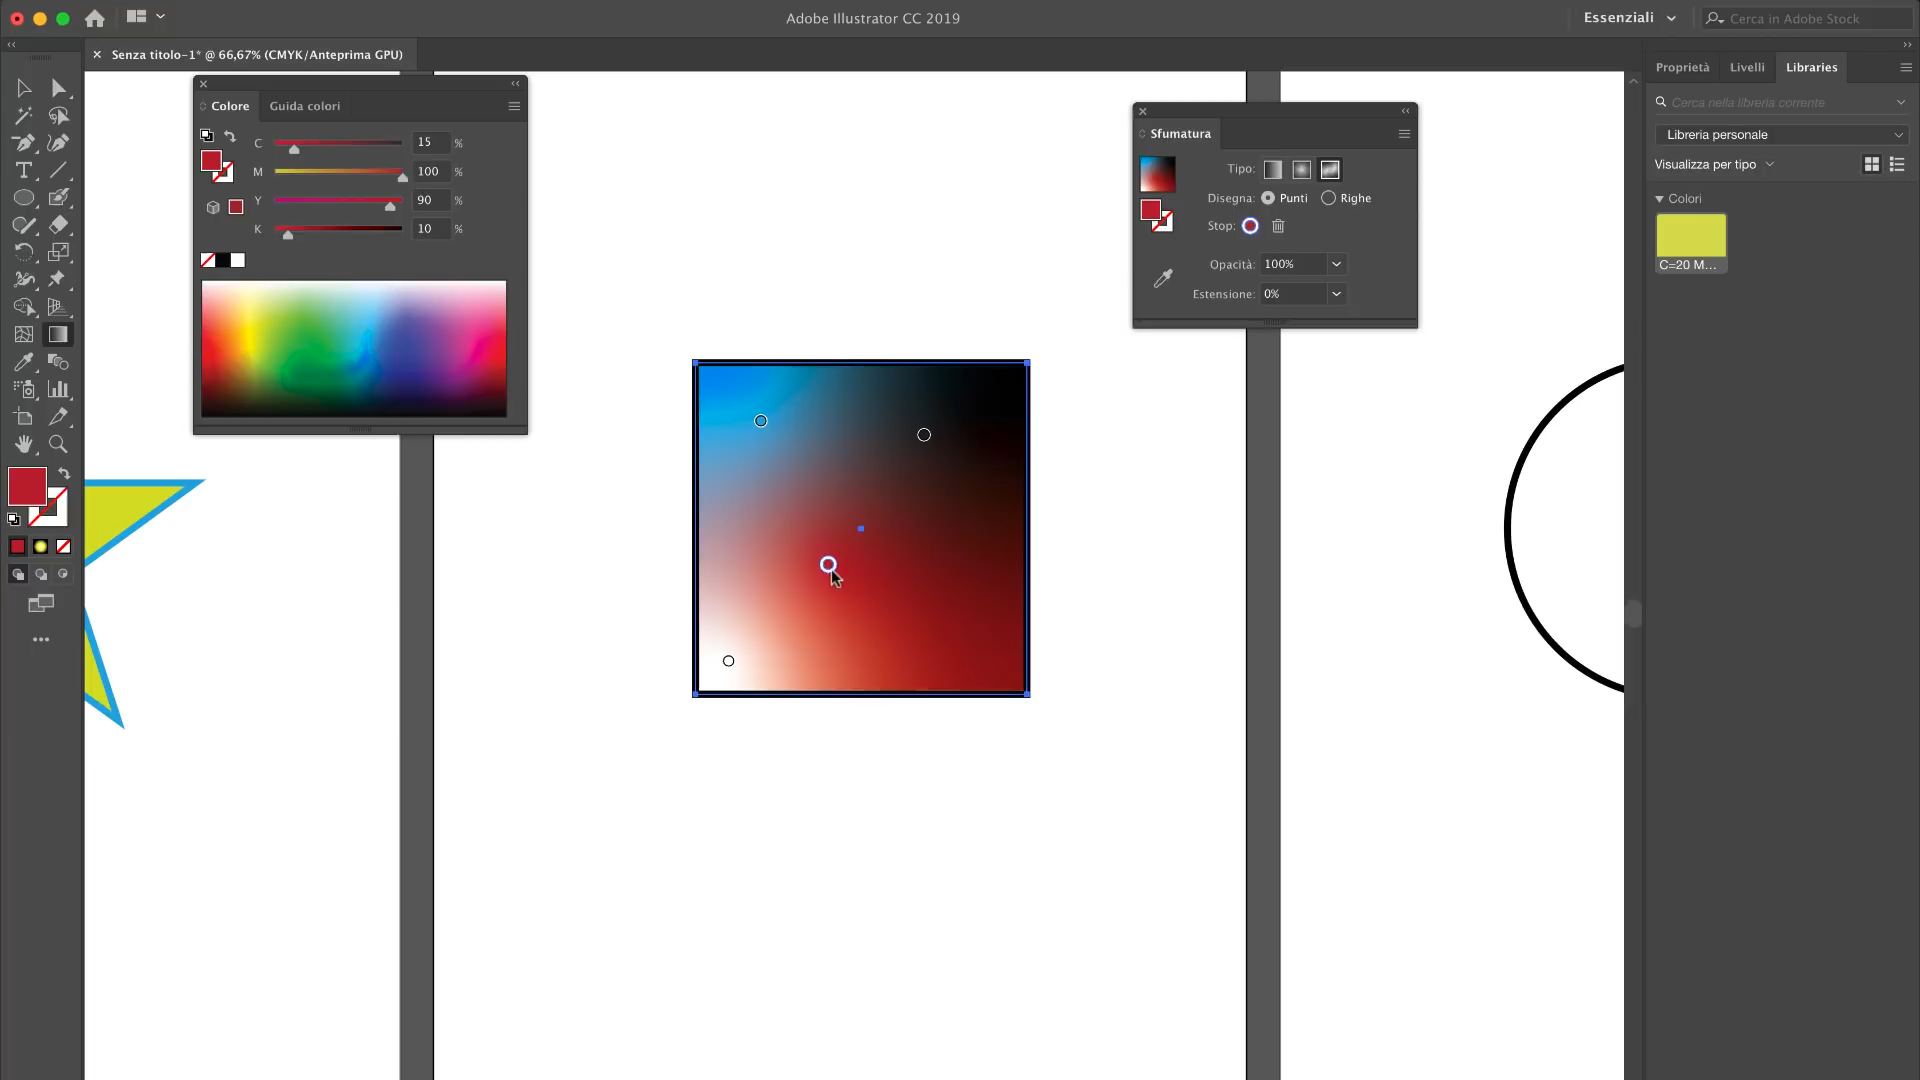 Adobe Illustrator CC 2019
Essenziali
Cerca in Adobe Stock
Senza titolo-1* @ 66,67% (CMYK/Anteprima GPU)
Colore
Guida colori
C 15 %
M 100 %
Y 90 %
K 10 %
Sfumatura
Tipo:
Disegna: Punti Righe
Stop:
Opacità: 100%
Estensione: 0%
Proprietà Livelli Libraries
Cerca nella libreria corrente
Libreria personale
Visualizza per tipo
Colori
C=20 M...